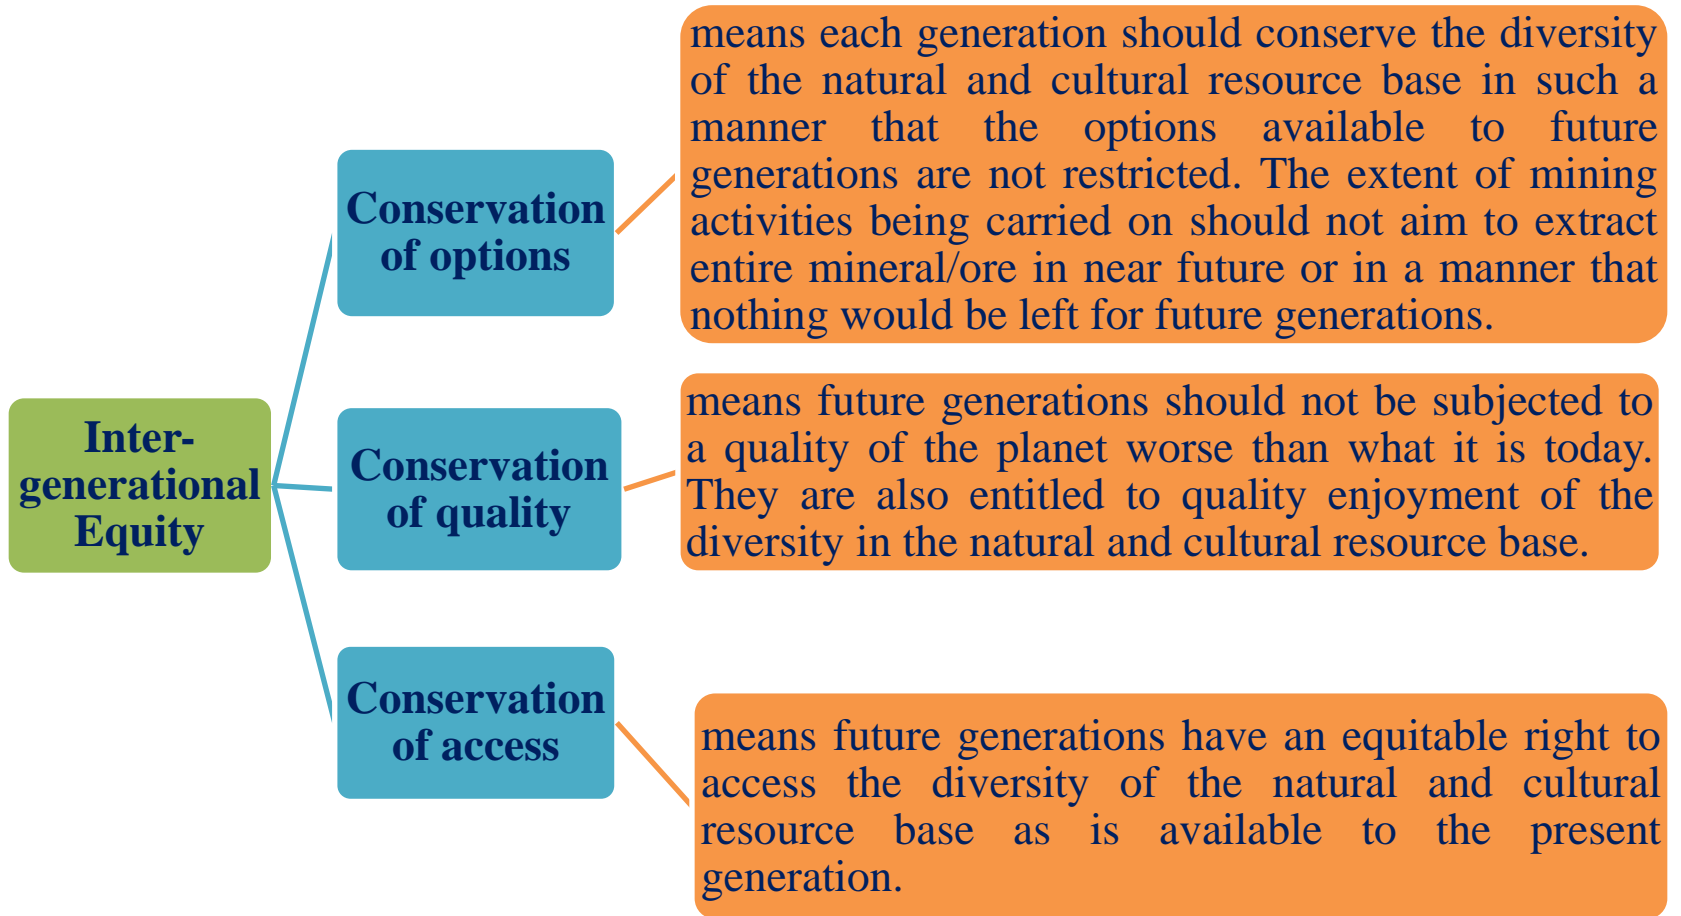 Inter-
generational
Equity
Conservation
of options
means each generation should conserve the diversity
of the natural and cultural resource base in such a
manner that the options available to future
generations are not restricted. The extent of mining
activities being carried on should not aim to extract
entire mineral/ore in near future or in a manner that
nothing would be left for future generations.
Conservation
of quality
means future generations should not be subjected to
a quality of the planet worse than what it is today.
They are also entitled to quality enjoyment of the
diversity in the natural and cultural resource base.
Conservation
of access
means future generations have an equitable right to
access the diversity of the natural and cultural
resource base as is available to the present
generation.